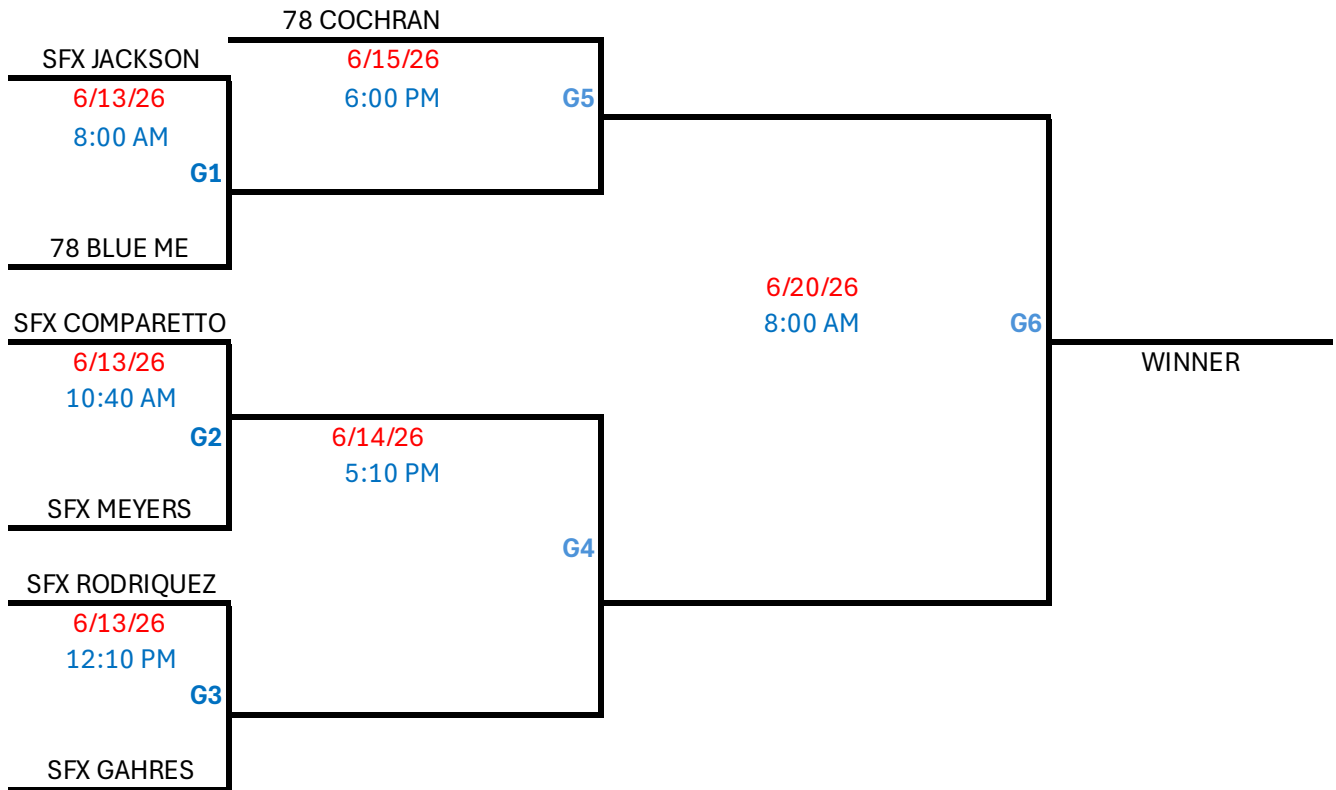 78 COCHRAN
SFX JACKSON
6/15/26
6/13/26
6:00 PM
G5
8:00 AM
G1
78 BLUE ME
6/20/26
SFX COMPARETTO
8:00 AM
G6
6/13/26
WINNER
10:40 AM
G2
6/14/26
5:10 PM
SFX MEYERS
G4
SFX RODRIQUEZ
6/13/26
12:10 PM
G3
SFX GAHRES